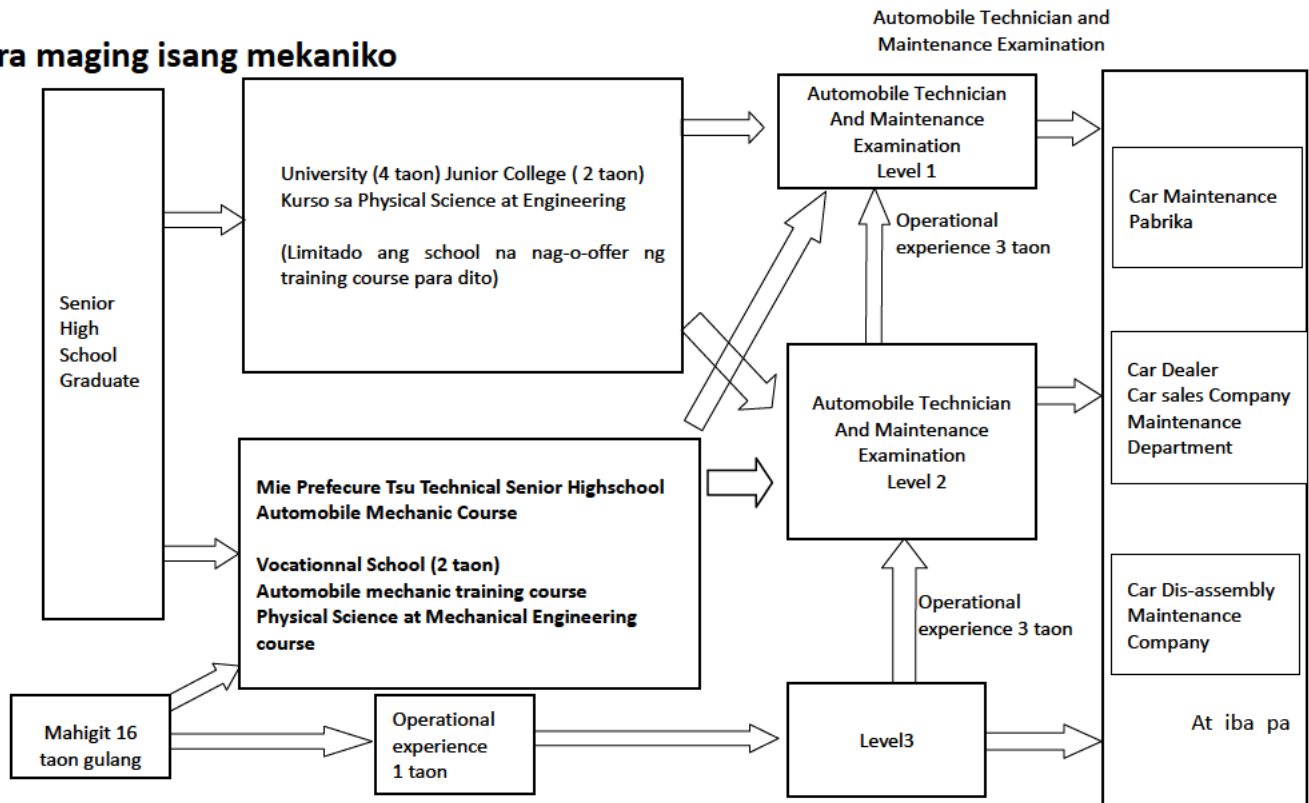 ra maging isang mekaniko
Automobile Technician and
Maintenance Examination
Senior
High
School
Graduate
University (4 taon) Junior College ( 2 taon)
Kurso sa Physical Science at Engineering
(Limitado ang school na nag-o-offer ng
training course para dito)
Automobile Technician
And Maintenance
Examination
Level 1
Operational
experience 3 taon
Car Maintenance
Pabrika
Mie Prefecure Tsu Technical Senior Highschool
Automobile Mechanic Course
Vocationnal School (2 taon)
Automobile mechanic training course
Physical Science at Mechanical Engineering
course
Automobile Technician
And Maintenance
Examination
Level 2
Car Dealer
Car sales Company
Maintenance
Department
Operational
experience 3 taon
Car Dis-assembly
Maintenance
Company
Mahigit 16
taon gulang
Operational
experience
1 taon
Level3
At iba pa